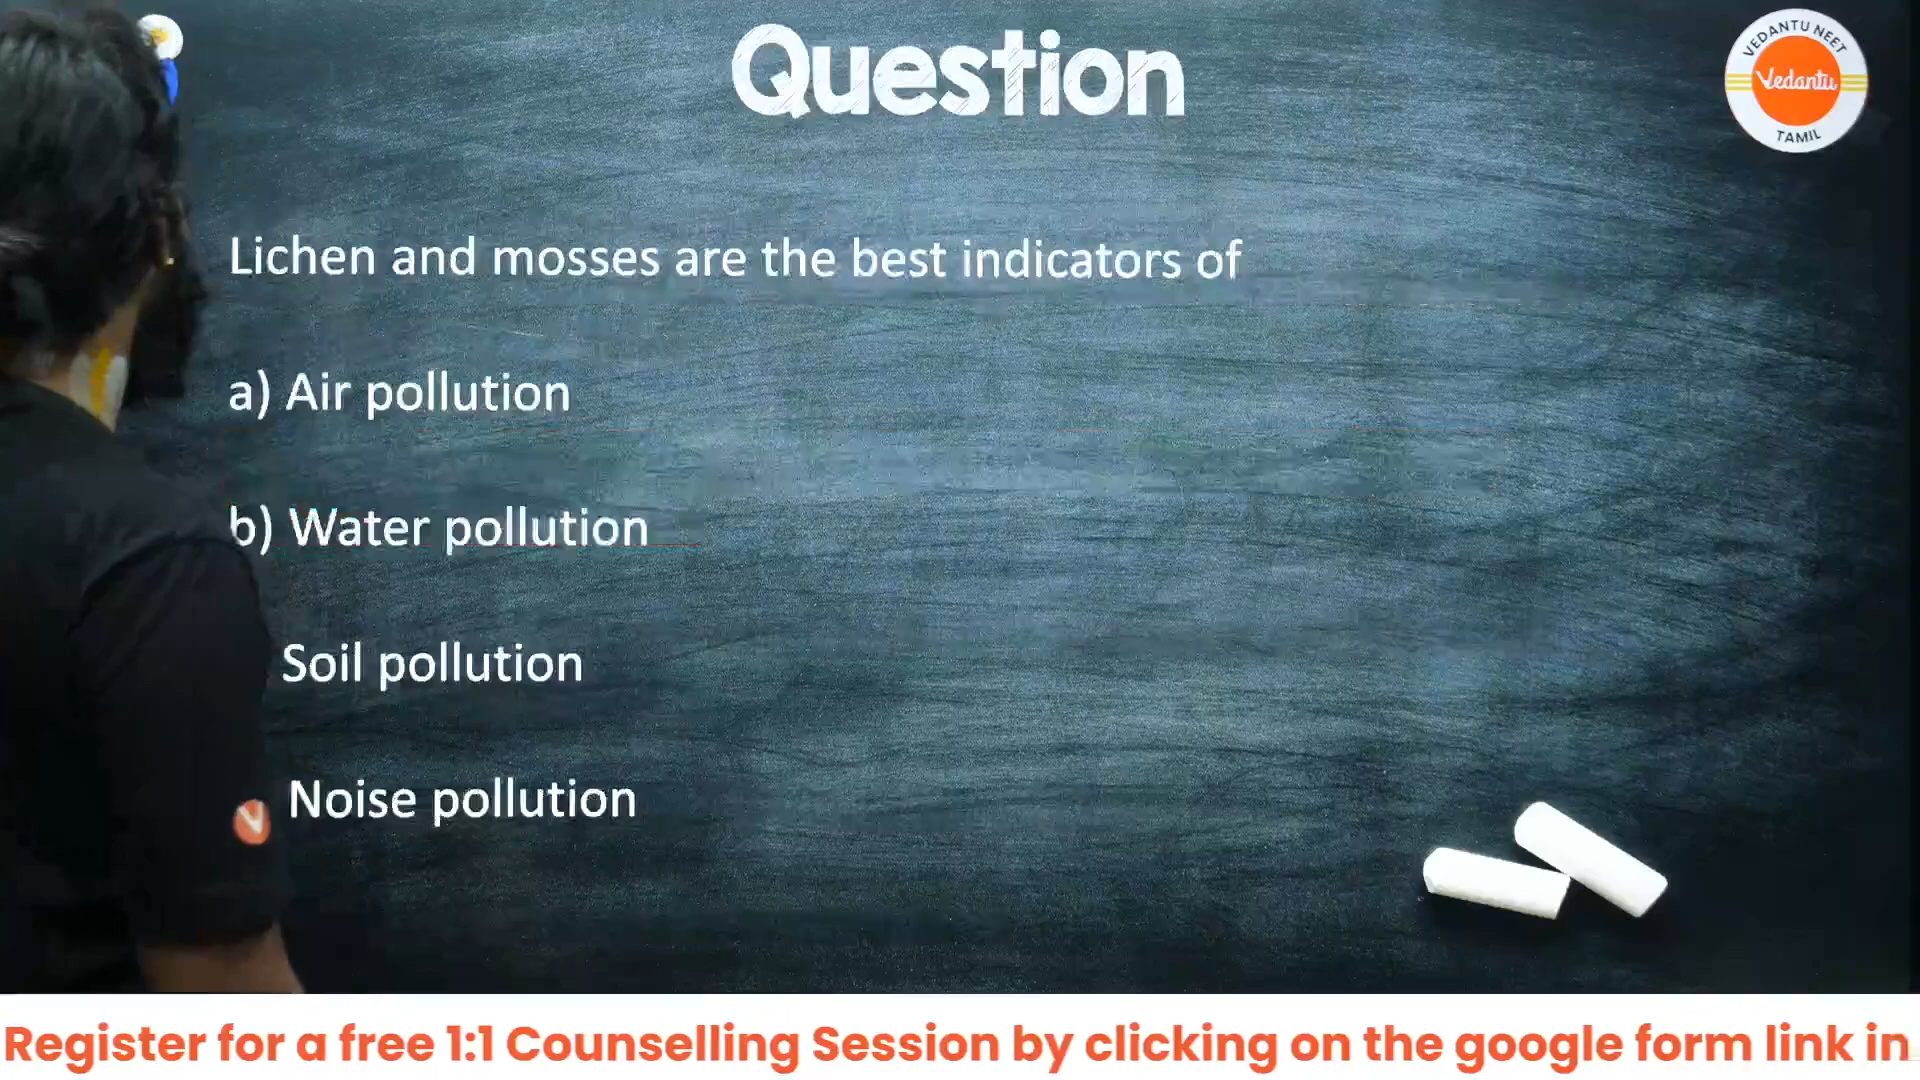 Question
VEDANTU NEET
Vedantu
TAMIL
Lichen and mosses are the best indicators of
a) Air pollution
b) Water pollution
Soil pollution
Noise pollution
V
Register for a free 1:1 Counselling Session by clicking on the google form link in